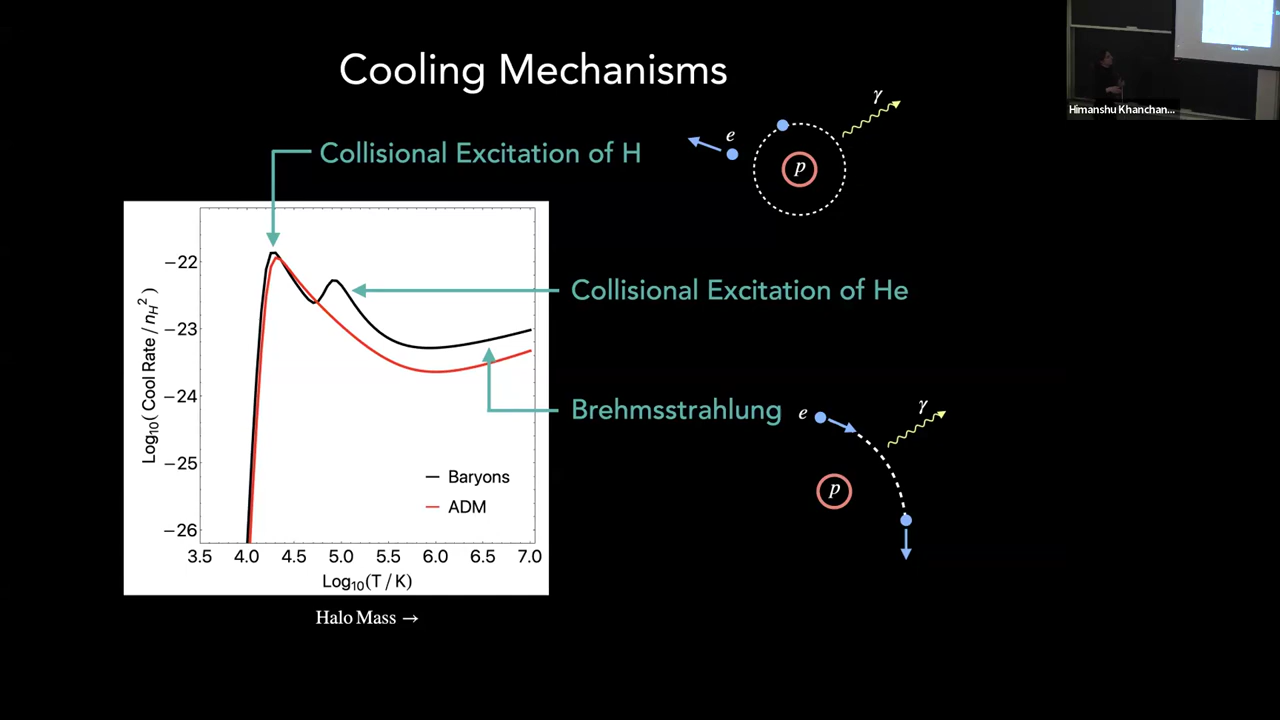 Cooling Mechanisms
Himanshu Khanchan...
γ
e
p
Collisional Excitation of H
Collisional Excitation of He
Brehmsstrahlung
e
γ
p
Log₁₀( Cool Rate / n_H² )
−22
−23
−24
−25
−26
Baryons
ADM
3.5 4.0 4.5 5.0 5.5 6.0 6.5 7.0
Log₁₀(T / K)
Halo Mass →